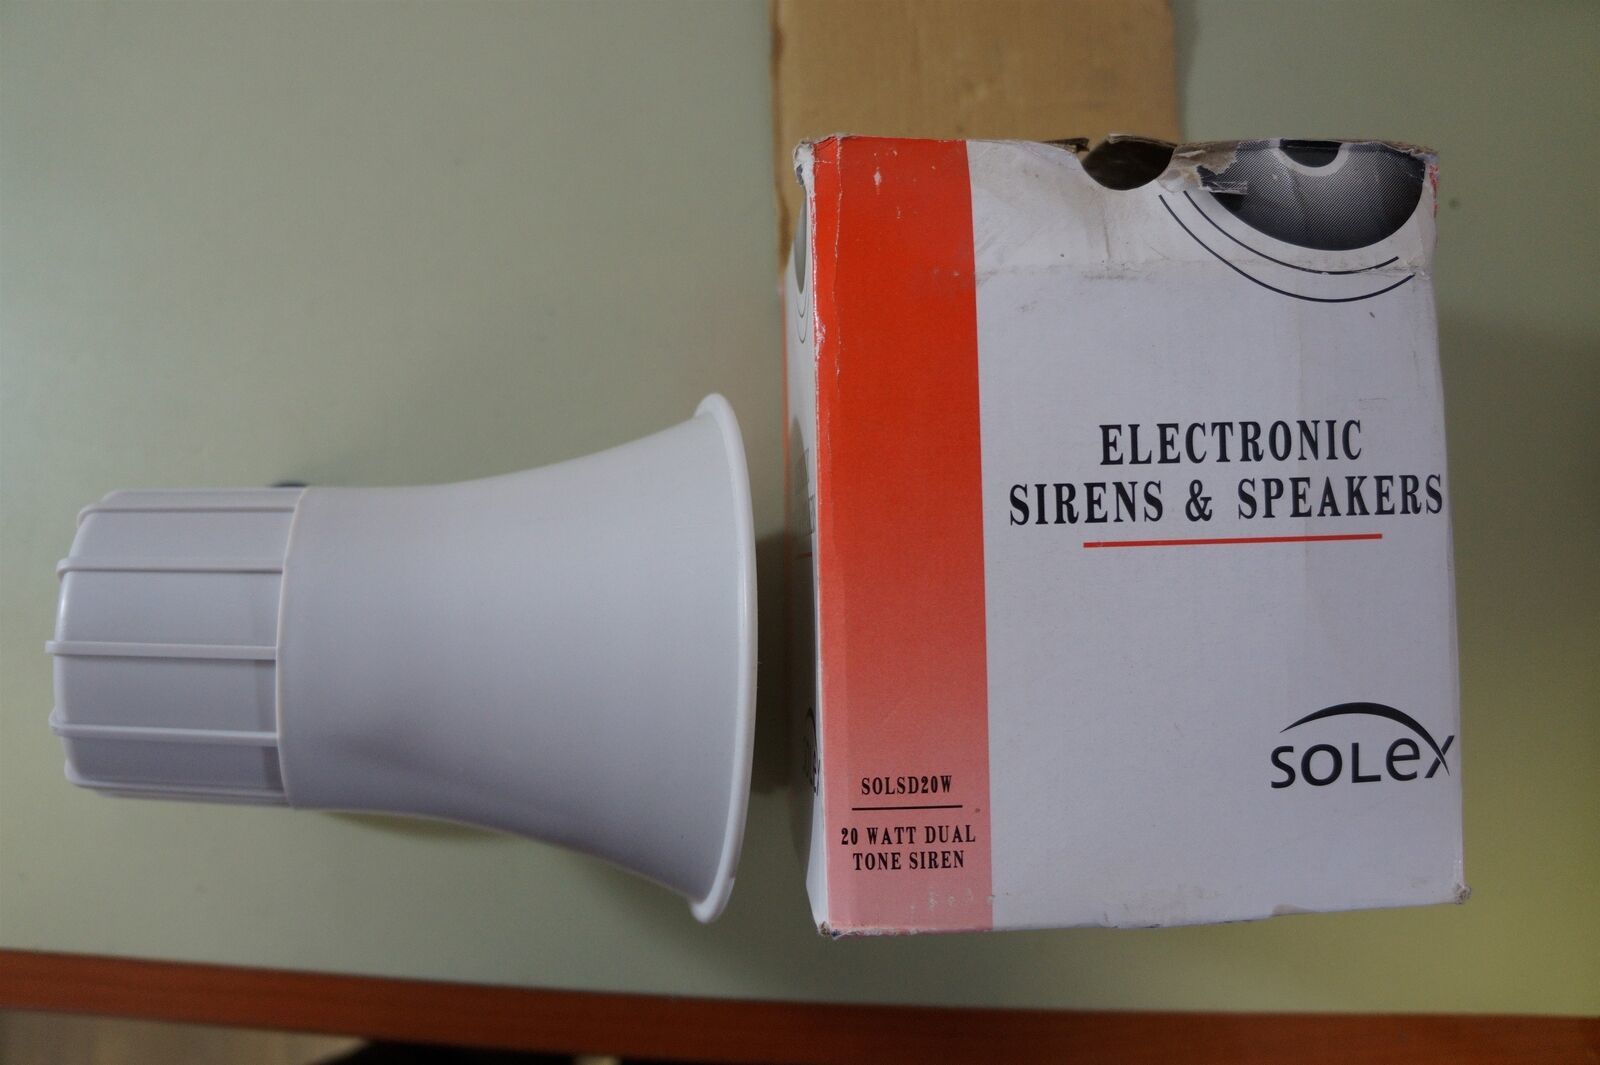 ELECTRONIC
SIRENS & SPEAKERS
SOLex
SOLSD20W
20 WATT DUAL
TONE SIREN